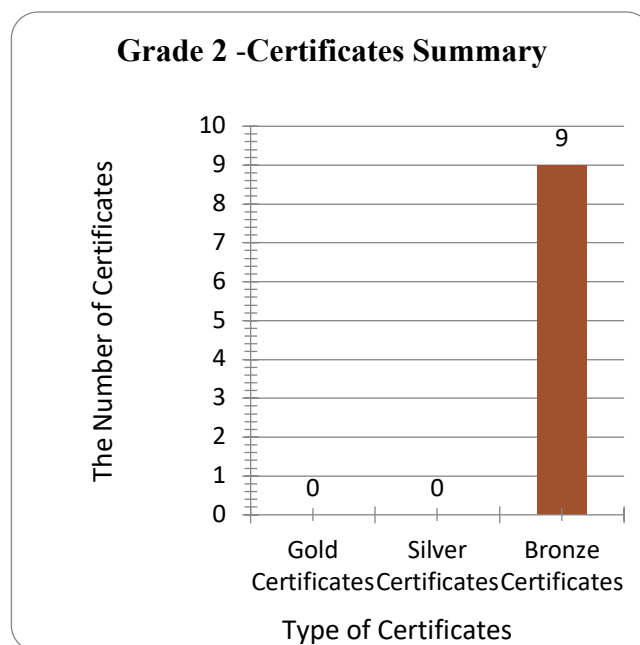 Grade 2 -Certificates Summary
The Number of Certificates
10
9
8
7
6
5
4
3
2
1
0
0
0
9
Gold Certificates
Silver Certificates
Bronze Certificates
Type of Certificates